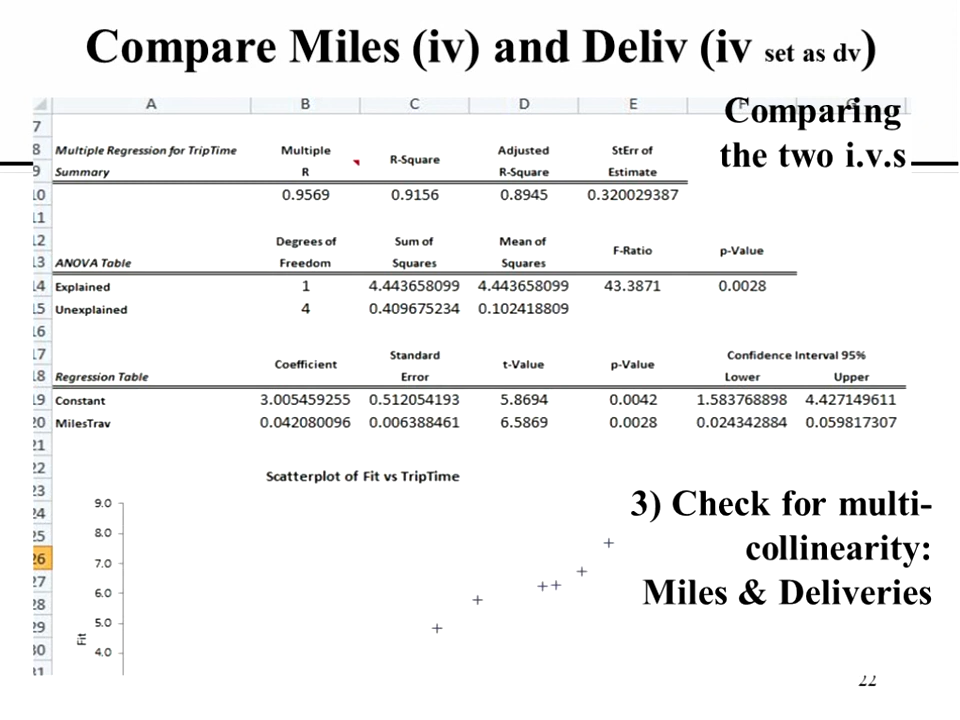 Compare Miles (iv) and Deliv (iv set as dv)
Comparing
the two i.v.s
A B C D E F G
7
8 Multiple Regression for TripTime Multiple R-Square Adjusted StErr of
9 Summary R R-Square Estimate
10 0.9569 0.9156 0.8945 0.320029387
11
12 Degrees of Sum of Mean of F-Ratio p-Value
13 ANOVA Table Freedom Squares Squares
14 Explained 1 4.443658099 4.443658099 43.3871 0.0028
15 Unexplained 4 0.409675234 0.102418809
16
17 Coefficient Standard t-Value p-Value Confidence Interval 95%
18 Regression Table Error Lower Upper
19 Constant 3.005459255 0.512054193 5.8694 0.0042 1.583768898 4.427149611
20 MilesTrav 0.042080096 0.006388461 6.5869 0.0028 0.024342884 0.059817307
21
22 Scatterplot of Fit vs TripTime
23 9.0
24
25 8.0
26 7.0
27
28 6.0
29 5.0
30 Fit 4.0
31
3) Check for multi-
collinearity:
Miles & Deliveries
22